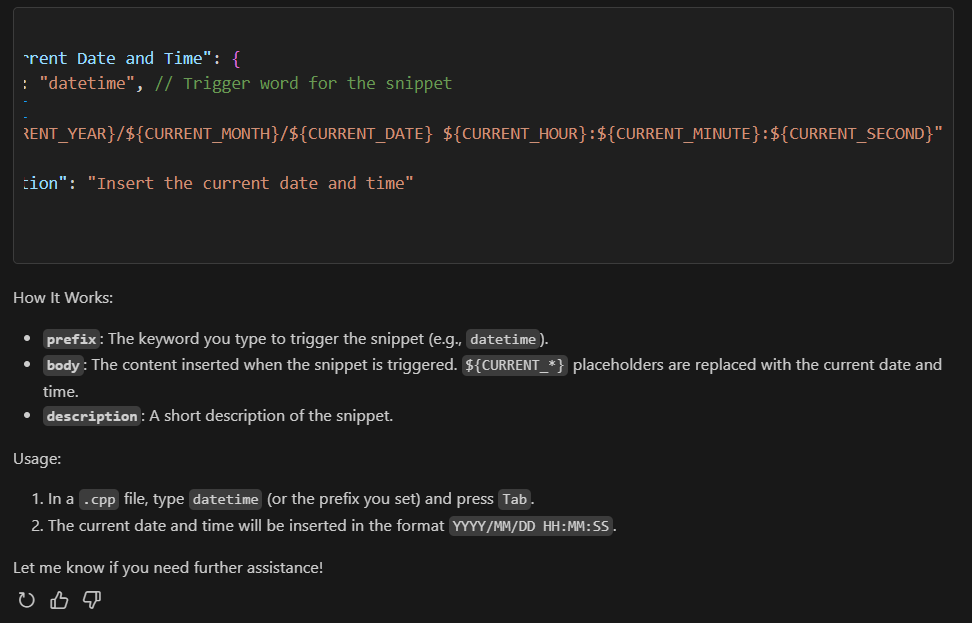 rrent Date and Time": {
: "datetime", // Trigger word for the snippet
RENT_YEAR}/${CURRENT_MONTH}/${CURRENT_DATE} ${CURRENT_HOUR}:${CURRENT_MINUTE}:${CURRENT_SECOND}"
tion": "Insert the current date and time"
How It Works:
• prefix: The keyword you type to trigger the snippet (e.g., datetime).
• body: The content inserted when the snippet is triggered. ${CURRENT_*} placeholders are replaced with the current date and
time.
• description: A short description of the snippet.
Usage:
1. In a .cpp file, type datetime (or the prefix you set) and press Tab.
2. The current date and time will be inserted in the format YYYY/MM/DD HH:MM:SS.
Let me know if you need further assistance!